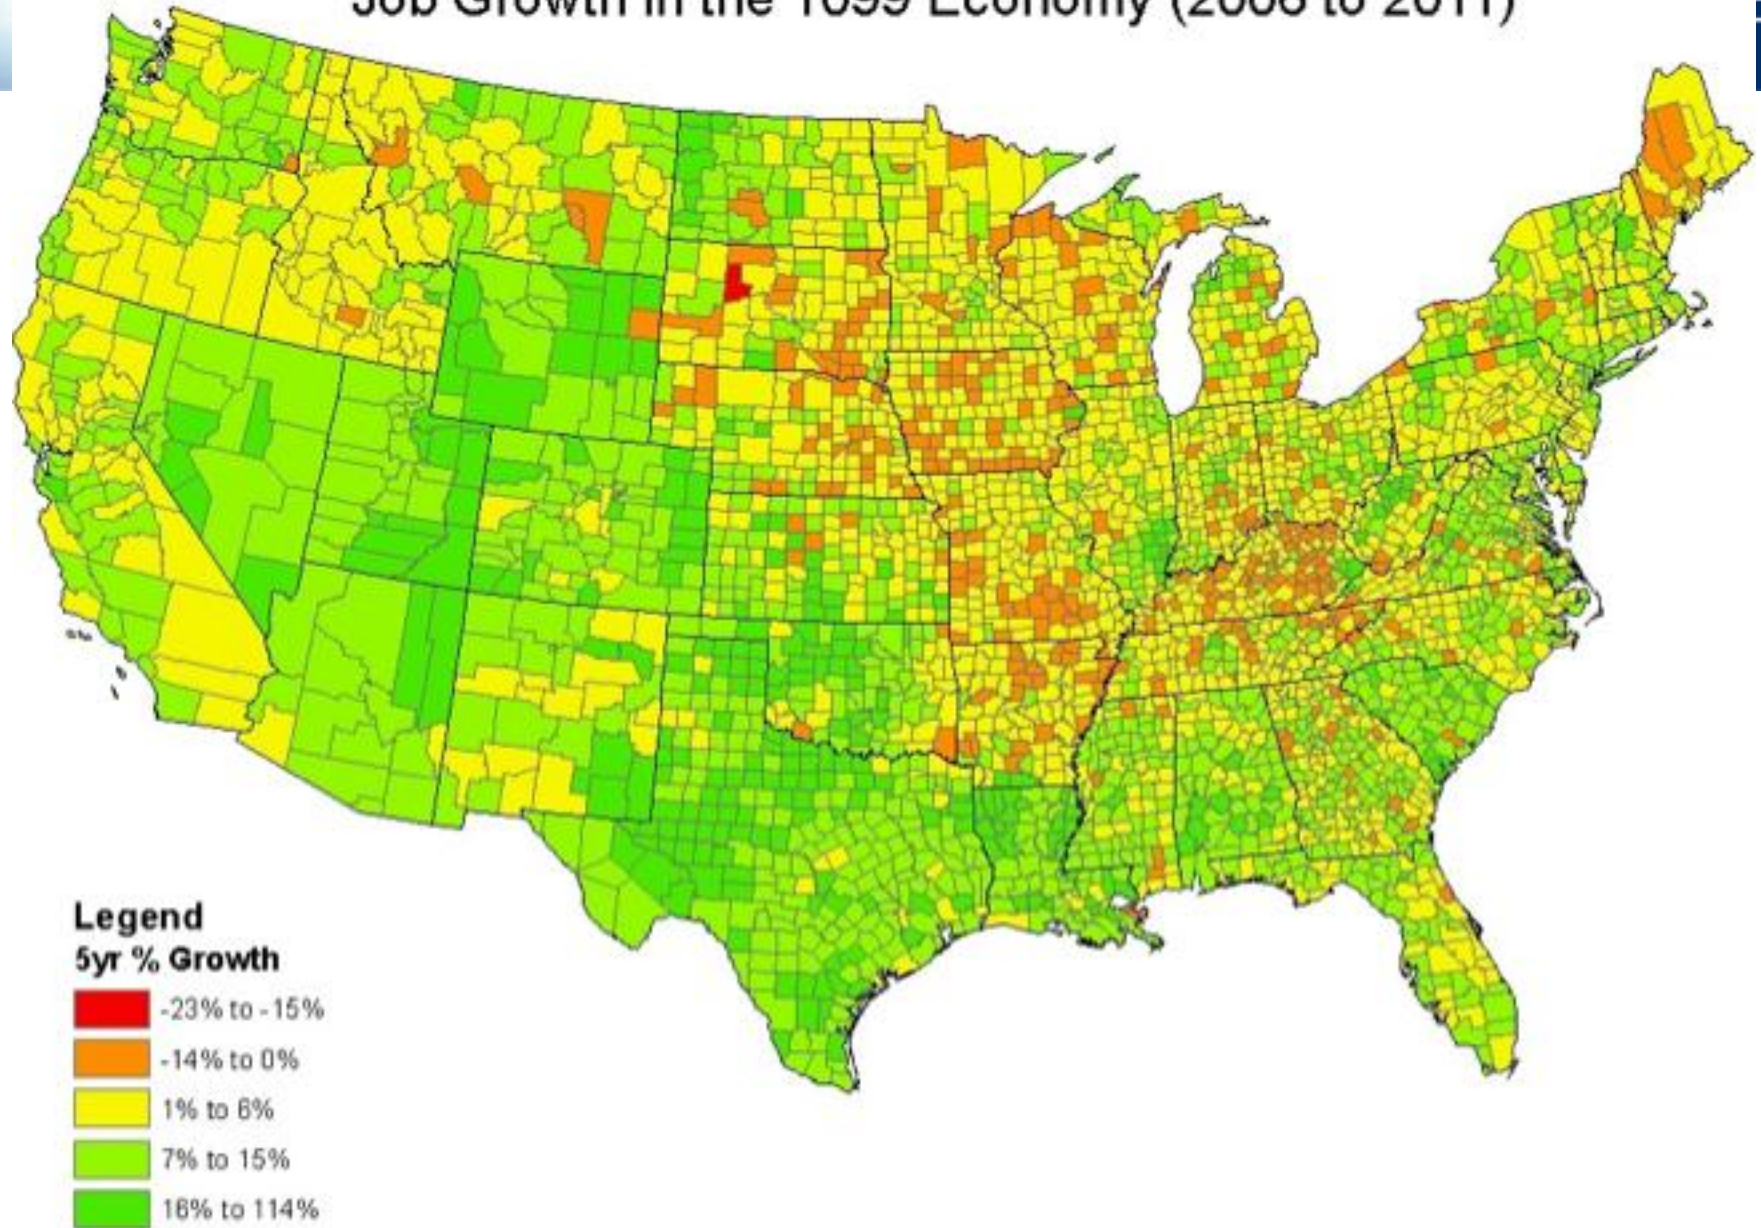 Job Growth in the 1099 Economy (2006 to 2011)
Legend
5yr % Growth
-23% to -15%
-14% to 0%
1% to 6%
7% to 15%
16% to 114%